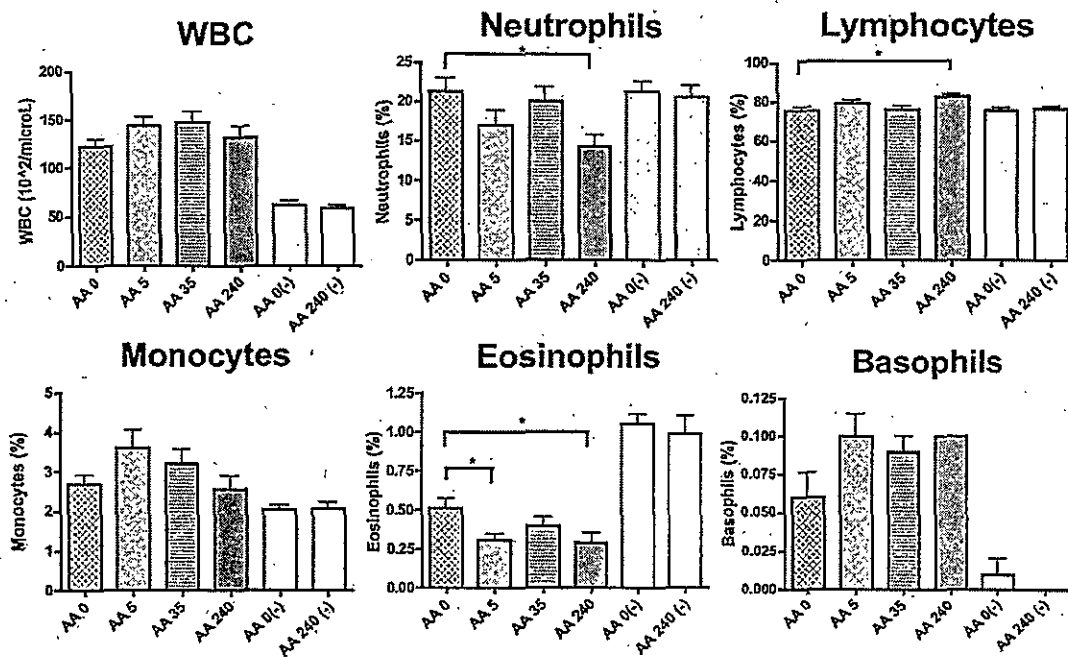 WBC
WBC (10^2/microL)
200
150
100
50
0
AA 0
AA 5
AA 35
AA 240
AA 0(-)
AA 240 (-)
Neutrophils
Neutrophils (%)
25
20
15
10
5
0
*
AA 0
AA 5
AA 35
AA 240
AA 0(-)
AA 240 (-)
Lymphocytes
Lymphocytes (%)
100
80
60
40
20
0
*
AA 0
AA 5
AA 35
AA 240
AA 0(-)
AA 240 (-)
Monocytes
Monocytes (%)
5
4
3
2
1
0
AA 0
AA 5
AA 35
AA 240
AA 0(-)
AA 240 (-)
Eosinophils
Eosinophils (%)
1.25
1.00
0.75
0.50
0.25
0.00
*
*
AA 0
AA 5
AA 35
AA 240
AA 0(-)
AA 240 (-)
Basophils
Basophils (%)
0.125
0.100
0.075
0.050
0.025
0.000
AA 0
AA 5
AA 35
AA 240
AA 0(-)
AA 240 (-)